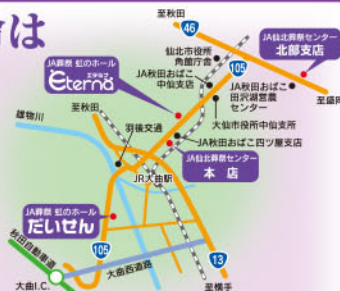 は
至秋田
46
JA仙北葬祭センター
北部支店
仙北市役所
角館庁舎
105
JA葬祭 虹のホール
エテルナ
eterna
JA秋田おばこ
中仙支店
JA秋田おばこ
田沢湖営農
センター
至盛岡
至秋田
大仙市役所中仙支所
雄物川
羽後交通
JA秋田おばこ四ツ屋支店
JA仙北葬祭センター
本店
JR大曲駅
JA葬祭 虹のホール
だいせん
秋田自動車道
105
13
大曲西道路
大曲I.C.
至横手